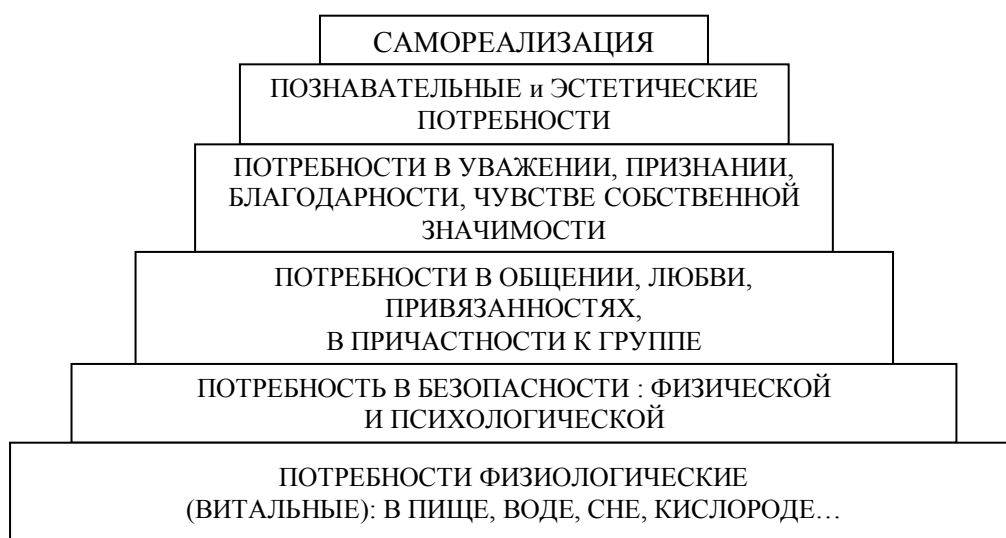 САМОРЕАЛИЗАЦИЯ
ПОЗНАВАТЕЛЬНЫЕ и ЭСТЕТИЧЕСКИЕ
ПОТРЕБНОСТИ
ПОТРЕБНОСТИ В УВАЖЕНИИ, ПРИЗНАНИИ,
БЛАГОДАРНОСТИ, ЧУВСТВЕ СОБСТВЕННОЙ
ЗНАЧИМОСТИ
ПОТРЕБНОСТИ В ОБЩЕНИИ, ЛЮБВИ,
ПРИВЯЗАННОСТЯХ,
В ПРИЧАСТНОСТИ К ГРУППЕ
ПОТРЕБНОСТЬ В БЕЗОПАСНОСТИ : ФИЗИЧЕСКОЙ
И ПСИХОЛОГИЧЕСКОЙ
ПОТРЕБНОСТИ ФИЗИОЛОГИЧЕСКИЕ
(ВИТАЛЬНЫЕ): В ПИЩЕ, ВОДЕ, СНЕ, КИСЛОРОДЕ…